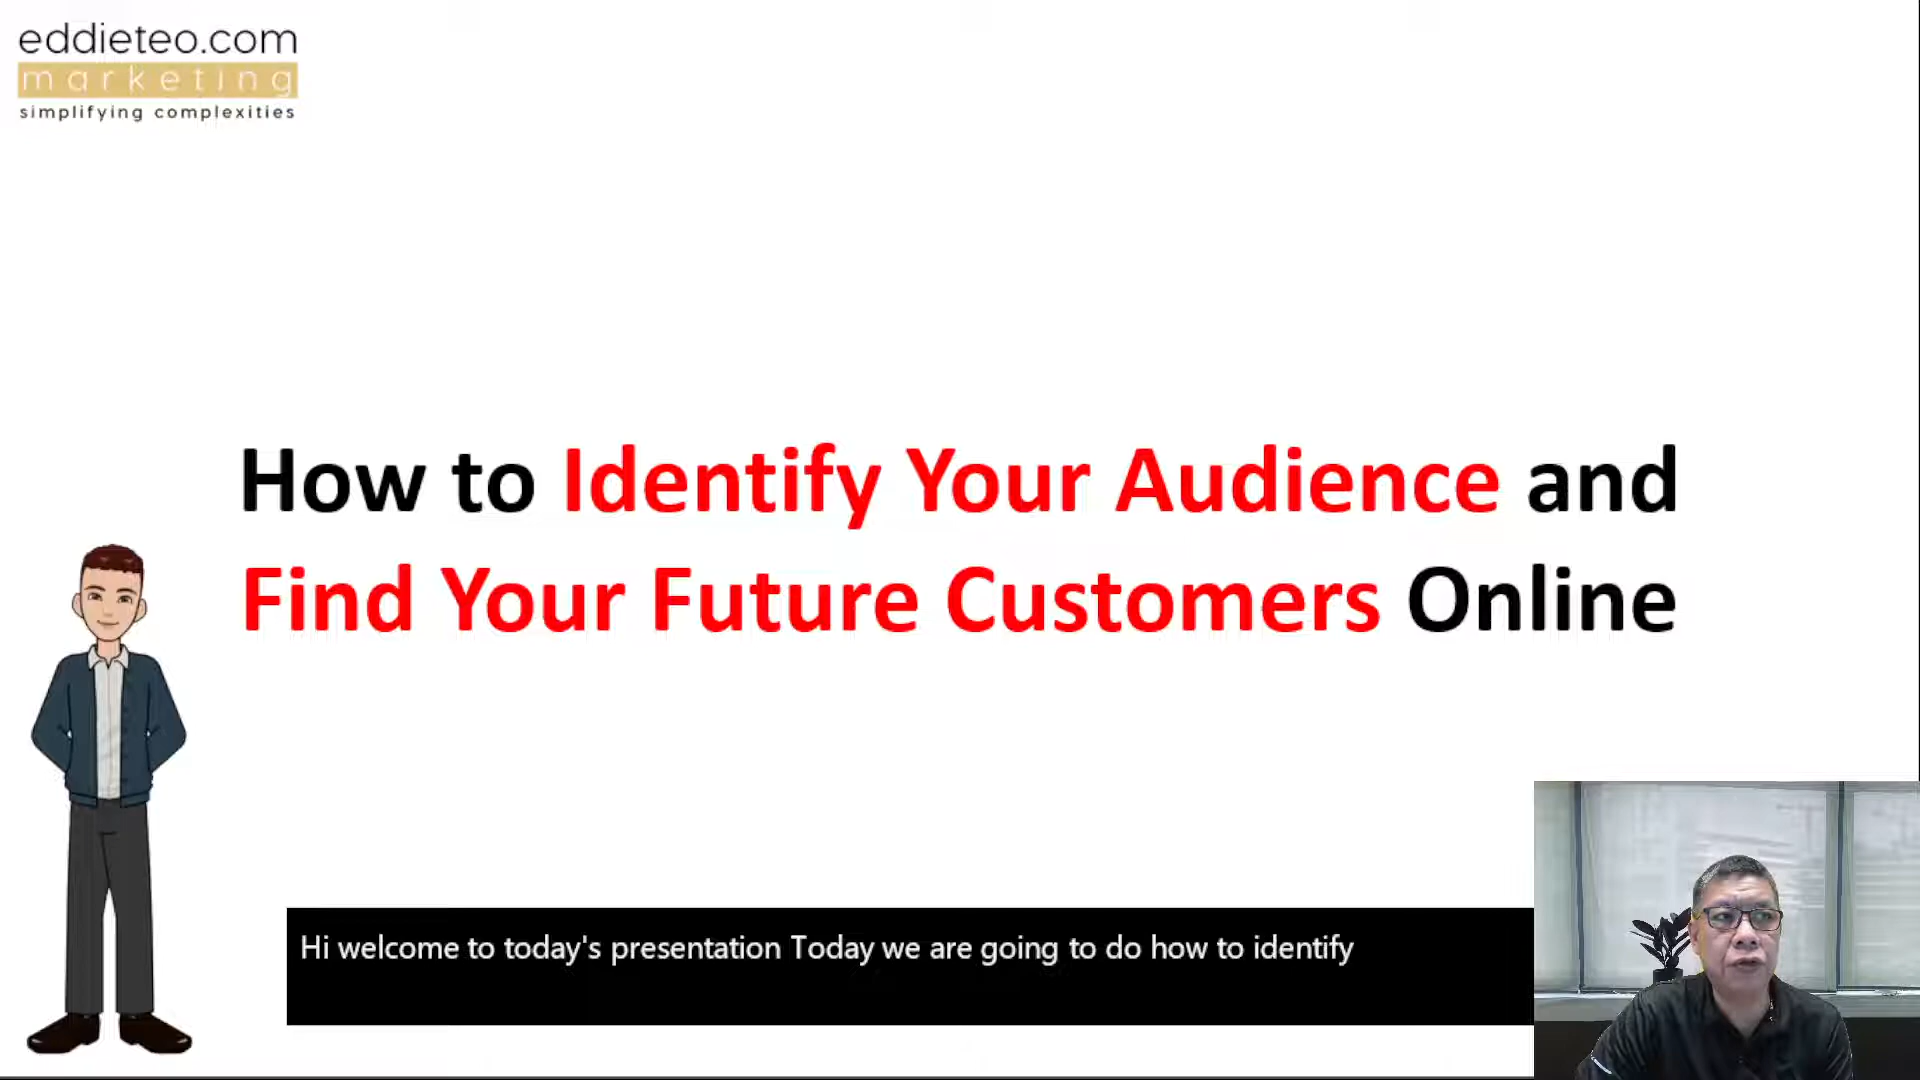 eddieteo.com
marketing
simplifying complexities
How to Identify Your Audience and
Find Your Future Customers Online
Hi welcome to today's presentation Today we are going to do how to identify